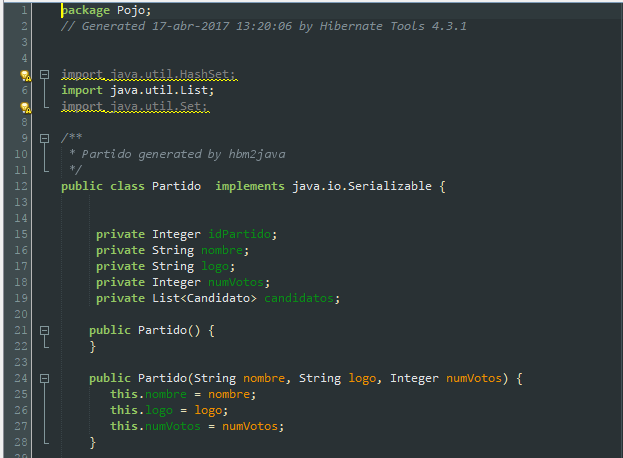 1 package Pojo;
2 // Generated 17-abr-2017 13:20:06 by Hibernate Tools 4.3.1
3
4
import java.util.HashSet;
6 import java.util.List;
import java.util.Set;
8
9 /**
10 * Partido generated by hbm2java
11 */
12 public class Partido  implements java.io.Serializable {
13
14
15 private Integer idPartido;
16 private String nombre;
17 private String logo;
18 private Integer numVotos;
19 private List<Candidato> candidatos;
20
21 public Partido() {
22 }
23
24 public Partido(String nombre, String logo, Integer numVotos) {
25 this.nombre = nombre;
26 this.logo = logo;
27 this.numVotos = numVotos;
28 }